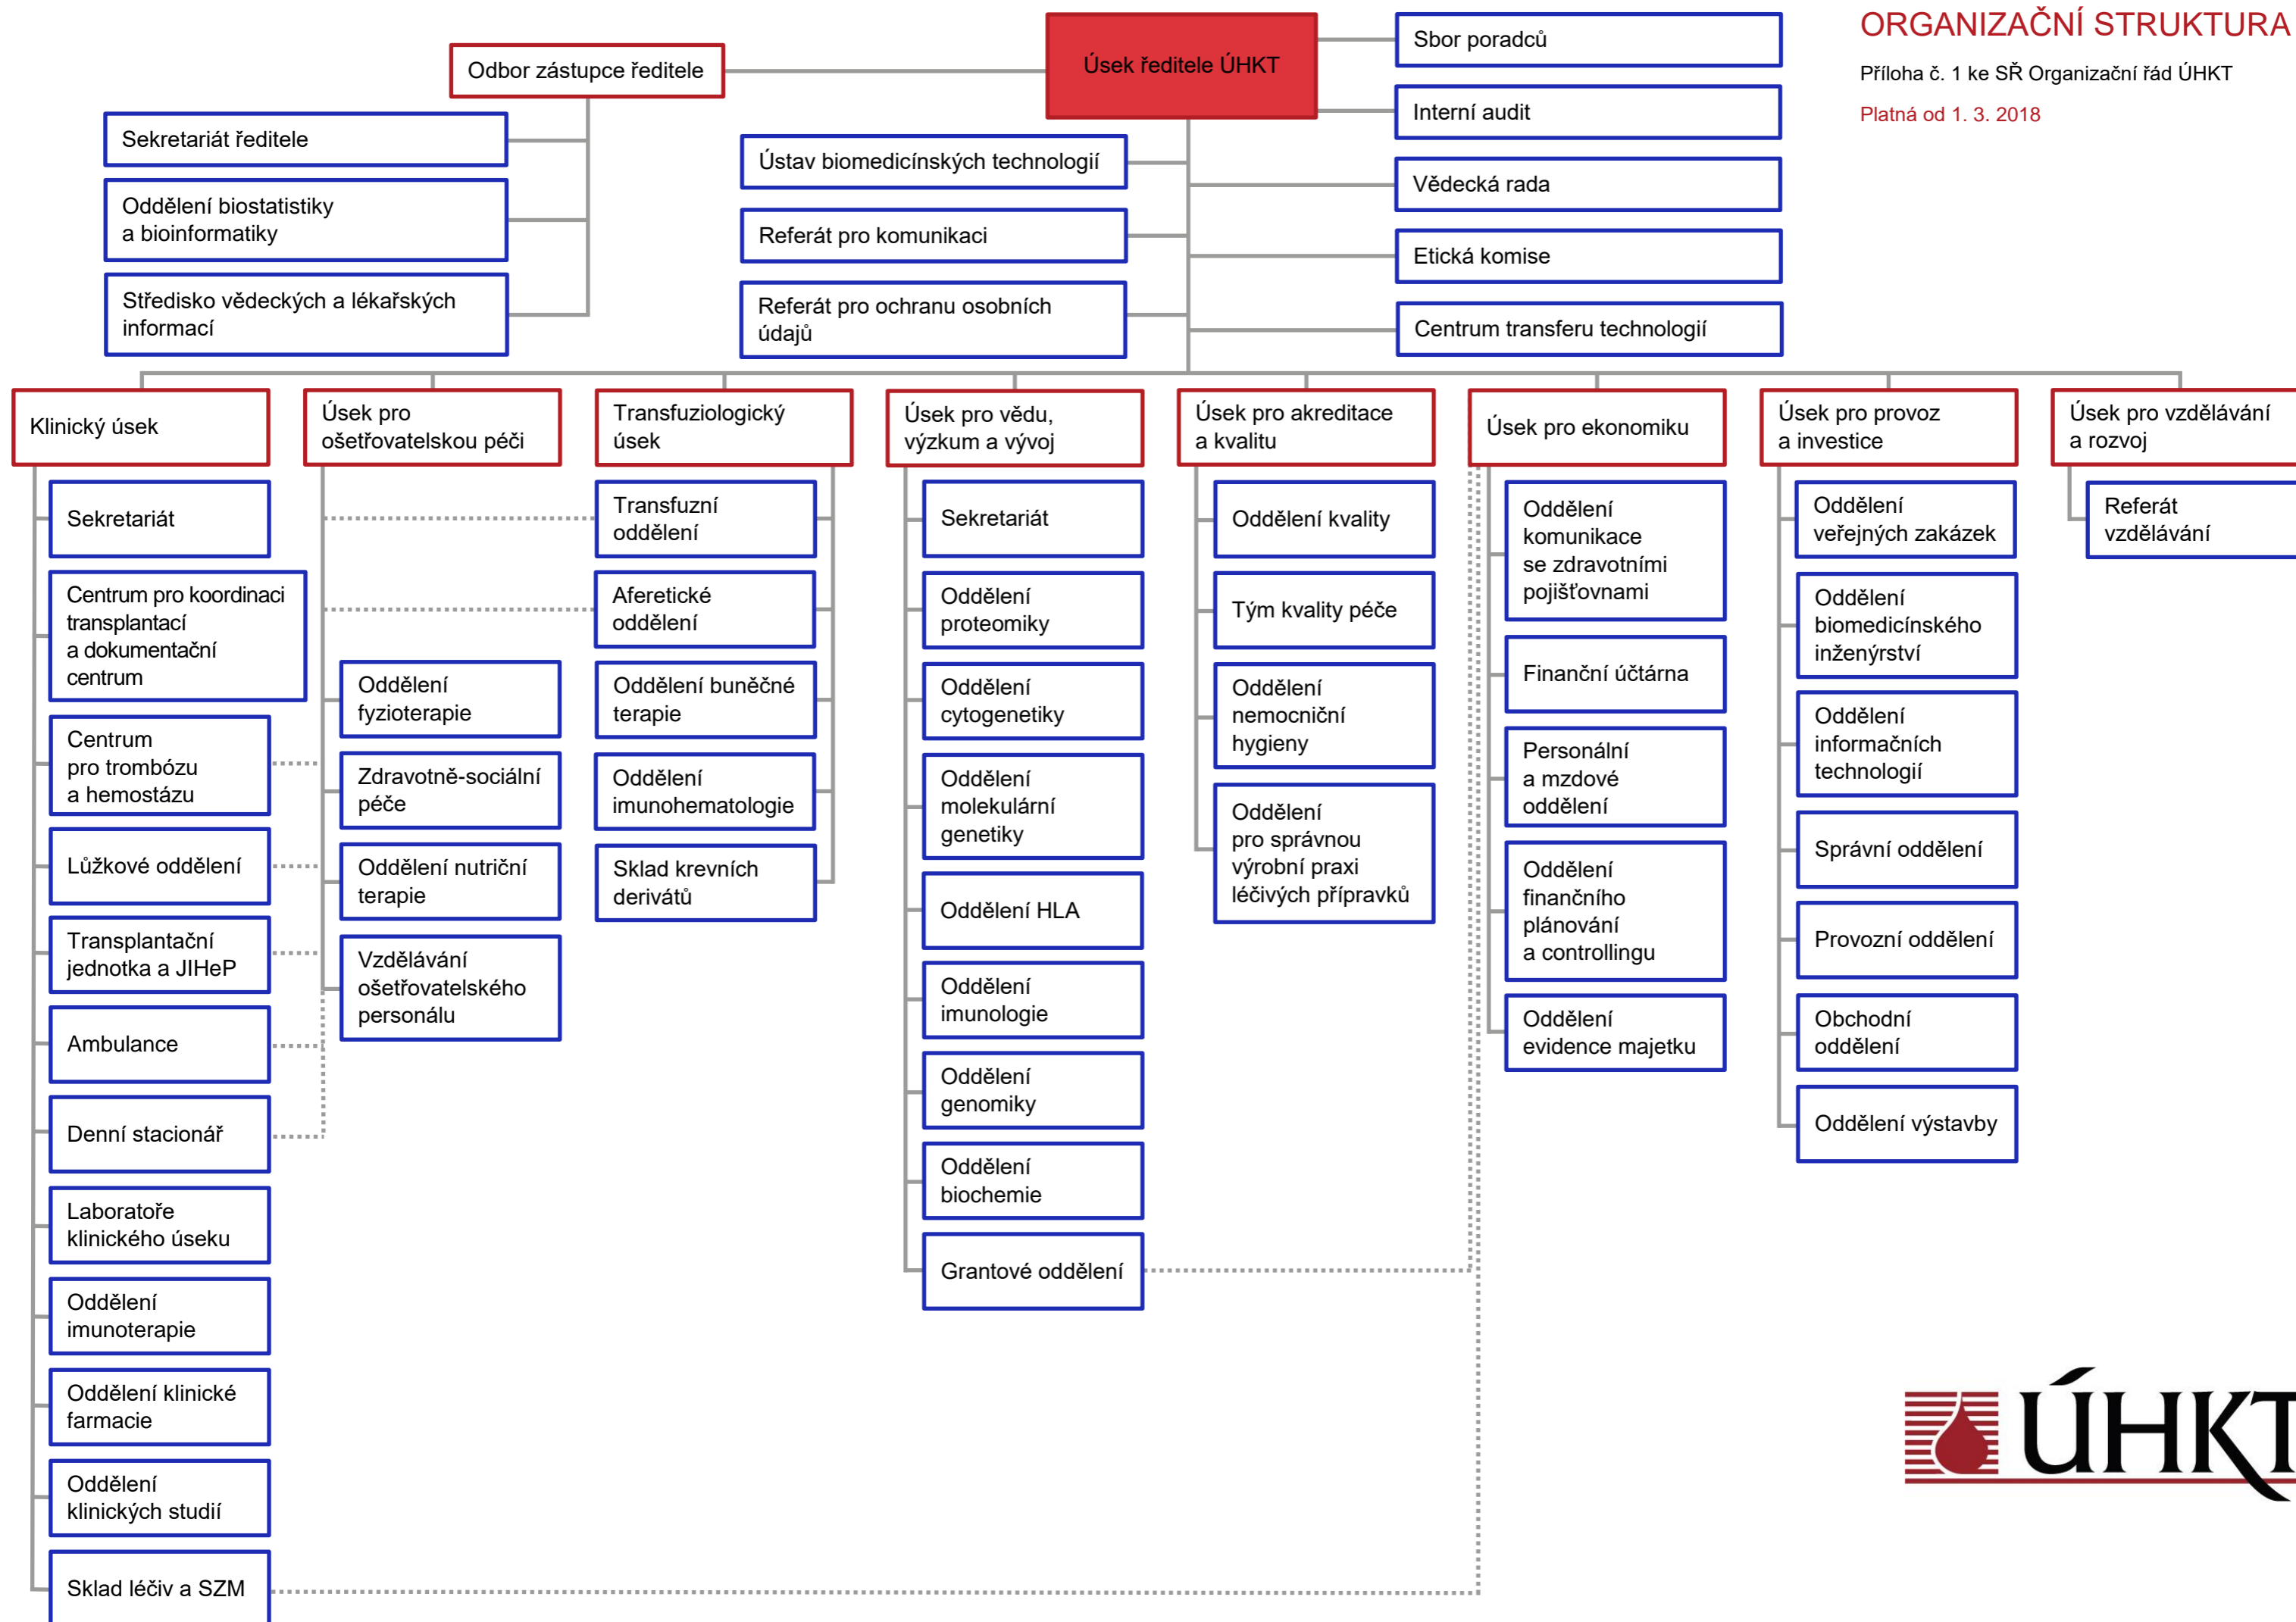 ORGANIZAČNÍ STRUKTURA
Příloha č. 1 ke SŘ Organizační řád ÚHKT
Platná od 1. 3. 2018
Úsek ředitele ÚHKT
Odbor zástupce ředitele
Sekretariát ředitele
Oddělení biostatistiky
a bioinformatiky
Středisko vědeckých a lékařských
informací
Ústav biomedicínských technologií
Referát pro komunikaci
Referát pro ochranu osobních
údajů
Sbor poradců
Interní audit
Vědecká rada
Etická komise
Centrum transferu technologií
Klinický úsek
Sekretariát
Centrum pro koordinaci
transplantací
a dokumentační
centrum
Centrum
pro trombózu
a hemostázu
Lůžkové oddělení
Transplantační
jednotka a JIHeP
Ambulance
Denní stacionář
Laboratoře
klinického úseku
Oddělení
imunoterapie
Oddělení klinické
farmacie
Oddělení
klinických studií
Sklad léčiv a SZM
Úsek pro
ošetřovatelskou péči
Oddělení
fyzioterapie
Zdravotně-sociální
péče
Oddělení nutriční
terapie
Vzdělávání
ošetřovatelského
personálu
Transfuziologický
úsek
Transfuzní
oddělení
Aferetické
oddělení
Oddělení buněčné
terapie
Oddělení
imunohematologie
Sklad krevních
derivátů
Úsek pro vědu,
výzkum a vývoj
Sekretariát
Oddělení
proteomiky
Oddělení
cytogenetiky
Oddělení
molekulární
genetiky
Oddělení HLA
Oddělení
imunologie
Oddělení
genomiky
Oddělení
biochemie
Grantové oddělení
Úsek pro akreditace
a kvalitu
Oddělení kvality
Tým kvality péče
Oddělení
nemocniční
hygieny
Oddělení
pro správnou
výrobní praxi
léčivých přípravků
Úsek pro ekonomiku
Oddělení
komunikace
se zdravotními
pojišťovnami
Finanční účtárna
Personální
a mzdové
oddělení
Oddělení
finančního
plánování
a controllingu
Oddělení
evidence majetku
Úsek pro provoz
a investice
Oddělení
veřejných zakázek
Oddělení
biomedicínského
inženýrství
Oddělení
informačních
technologií
Správní oddělení
Provozní oddělení
Obchodní
oddělení
Oddělení výstavby
Úsek pro vzdělávání
a rozvoj
Referát
vzdělávání
ÚHKT